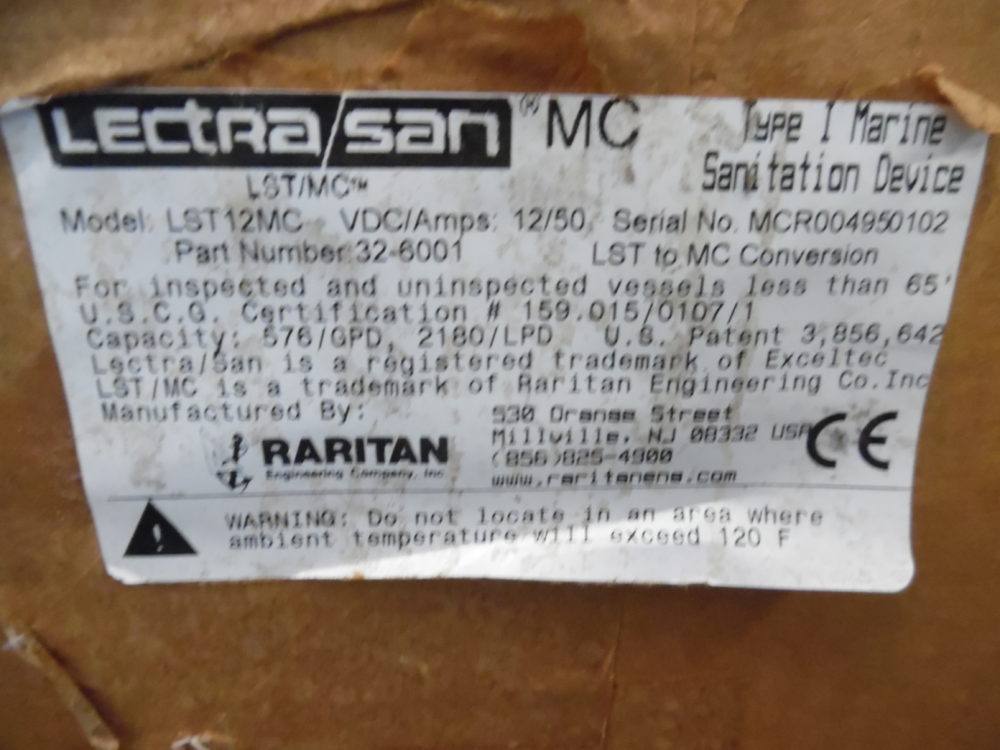 LECTRA/SAN® MC Type I Marine
Sanitation Device
LST/MC™
Model: LST12MC VDC/Amps: 12/50, Serial No. MCR004950102
Part Number:32-6001 LST to MC Conversion
For inspected and uninspected vessels less than 65'
U.S.C.G. Certification # 159.015/0107/1
Capacity: 576/GPD, 2180/LPD U.S. Patent 3,856,642
Lectra/San is a registered trademark of Exceltec
LST/MC is a trademark of Raritan Engineering Co.Inc
Manufactured By:
RARITAN
Engineering Company, Inc.
530 Orange Street
Millville, NJ 08332 USA
(856)825-4900
www.raritaneng.com
CE
WARNING: Do not locate in an area where
ambient temperature will exceed 120 F